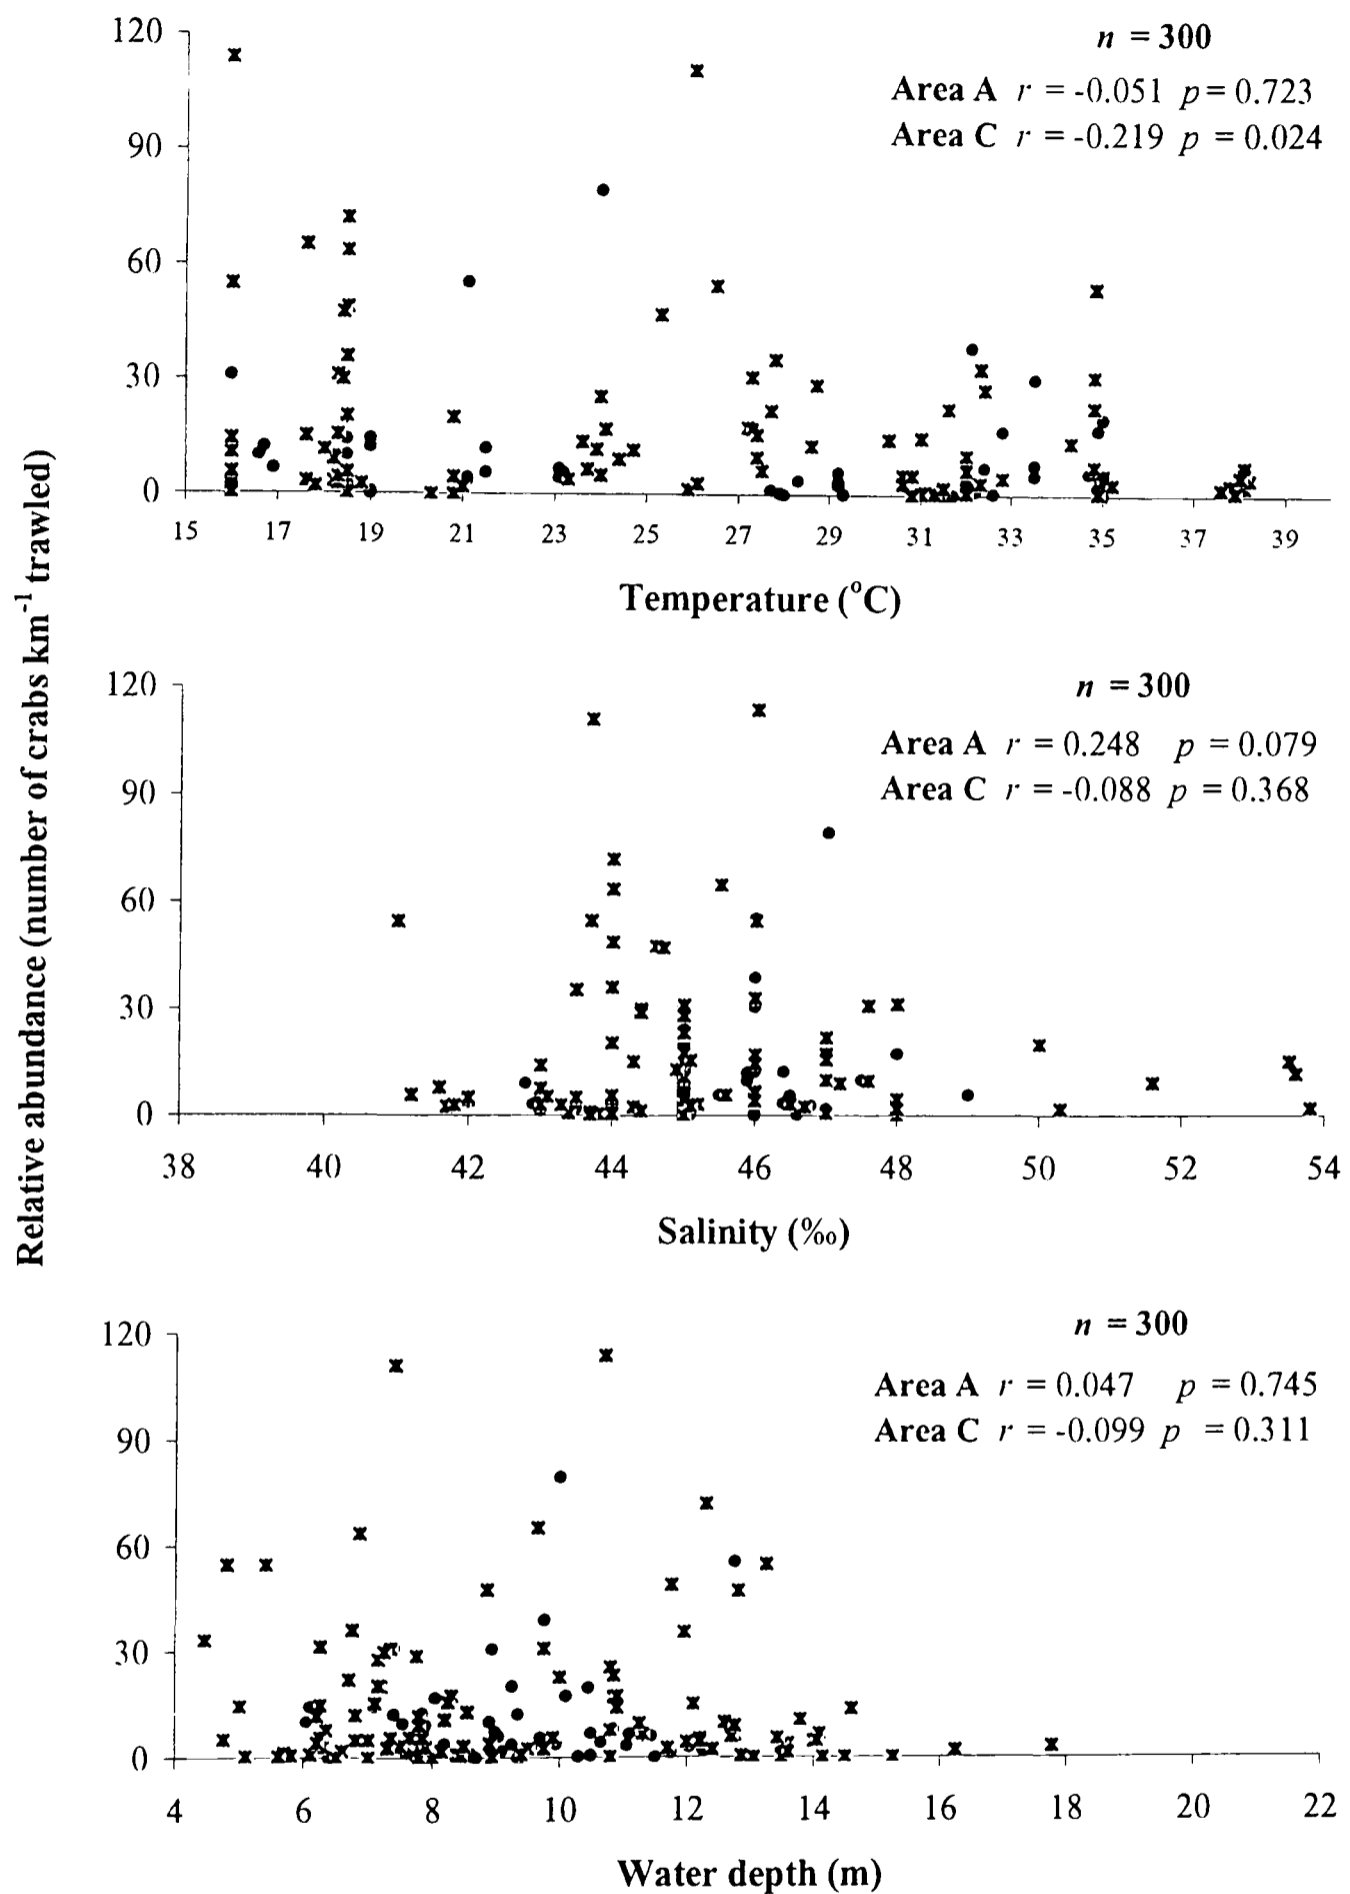 Relative abundance (number of crabs km⁻¹ trawled)
120
90
60
30
0
n = 300
Area A r = -0.051 p = 0.723
Area C r = -0.219 p = 0.024
15 17 19 21 23 25 27 29 31 33 35 37 39
Temperature (°C)
120
90
60
30
0
n = 300
Area A r = 0.248 p = 0.079
Area C r = -0.088 p = 0.368
38 40 42 44 46 48 50 52 54
Salinity (‰)
120
90
60
30
0
n = 300
Area A r = 0.047 p = 0.745
Area C r = -0.099 p = 0.311
4 6 8 10 12 14 16 18 20 22
Water depth (m)